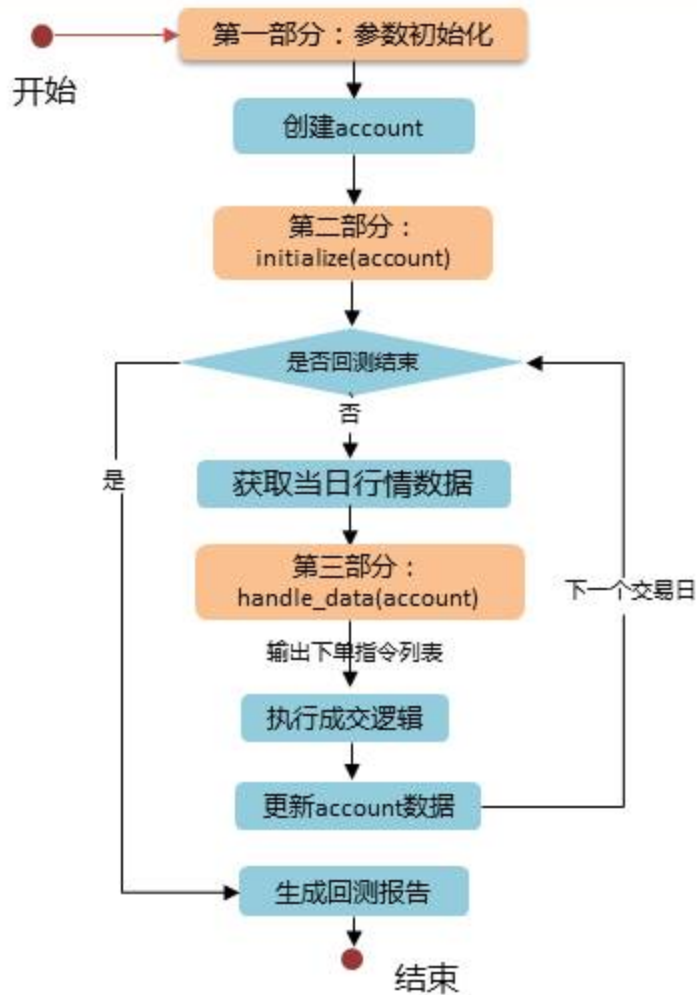 第一部分：参数初始化
开始
创建account
第二部分：
initialize(account)
是否回测结束
否
获取当日行情数据
是
第三部分：
handle_data(account)
下一个交易日
输出下单指令列表
执行成交逻辑
更新account数据
生成回测报告
结束